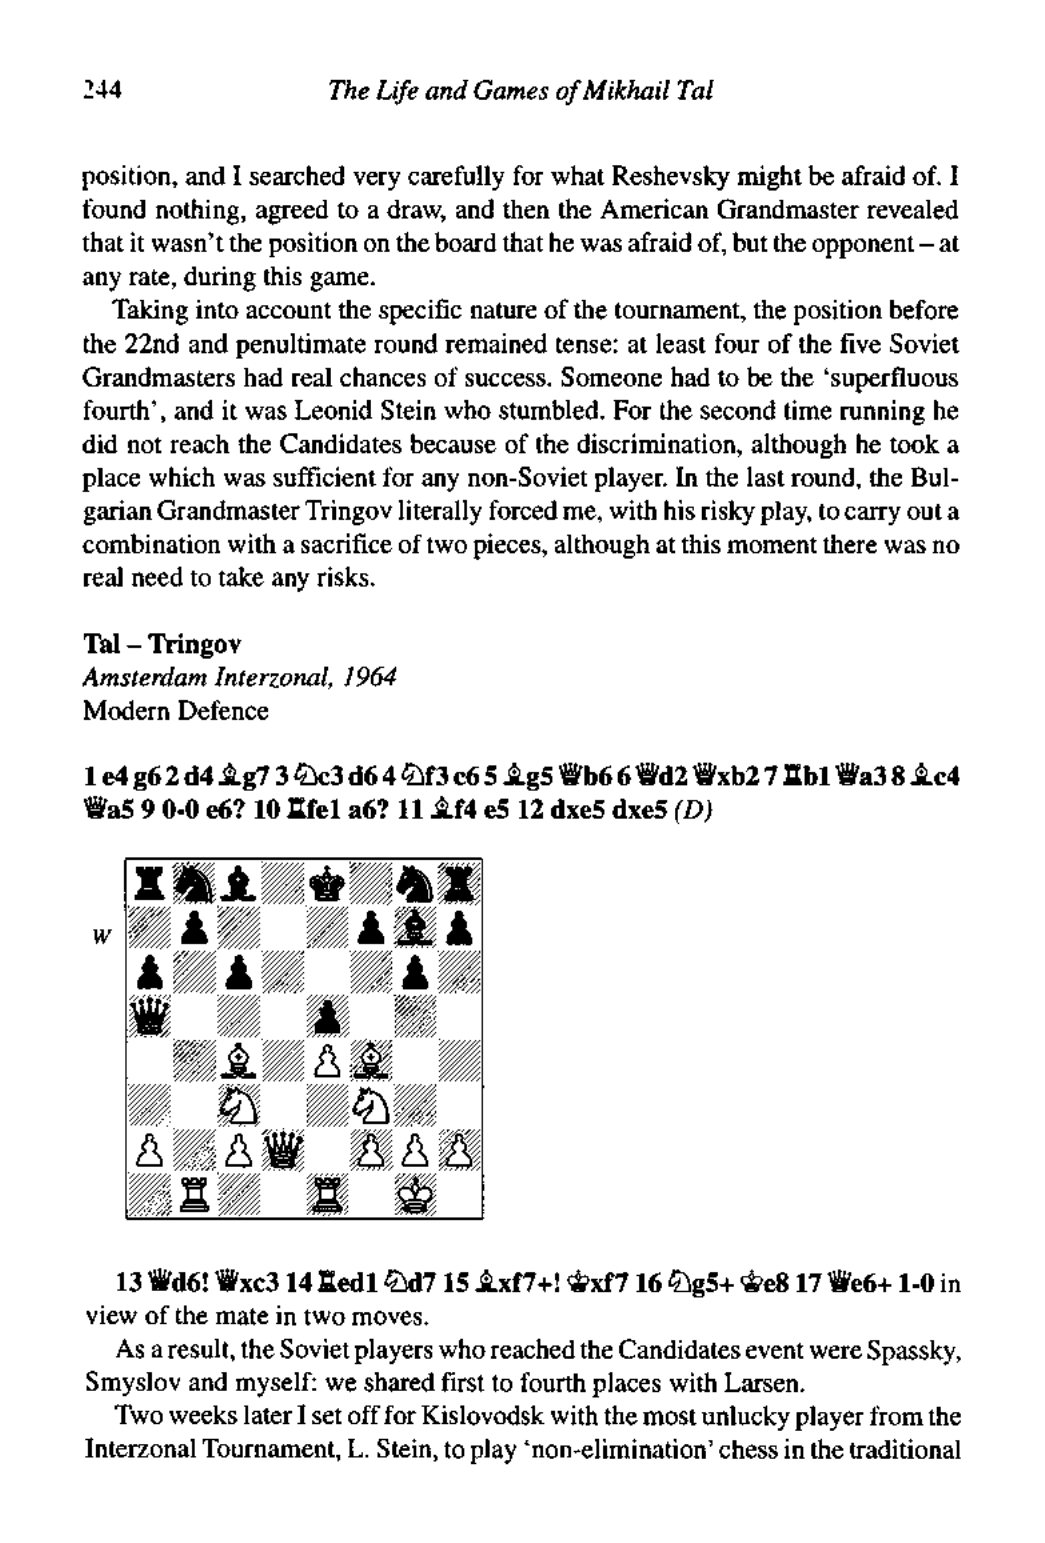 244 The Life and Games of Mikhail Tal
position, and I searched very carefully for what Reshevsky might be afraid of. I
found nothing, agreed to a draw, and then the American Grandmaster revealed
that it wasn't the position on the board that he was afraid of, but the opponent – at
any rate, during this game.
Taking into account the specific nature of the tournament, the position before
the 22nd and penultimate round remained tense: at least four of the five Soviet
Grandmasters had real chances of success. Someone had to be the 'superfluous
fourth', and it was Leonid Stein who stumbled. For the second time running he
did not reach the Candidates because of the discrimination, although he took a
place which was sufficient for any non-Soviet player. In the last round, the Bul-
garian Grandmaster Tringov literally forced me, with his risky play, to carry out a
combination with a sacrifice of two pieces, although at this moment there was no
real need to take any risks.
Tal – Tringov
Amsterdam Interzonal, 1964
Modern Defence
1 e4 g6 2 d4 ♗g7 3 ♘c3 d6 4 ♘f3 c6 5 ♗g5 ♕b6 6 ♕d2 ♕xb2 7 ♖b1 ♕a3 8 ♗c4
♕a5 9 0-0 e6? 10 ♖fe1 a6? 11 ♗f4 e5 12 dxe5 dxe5 (D)
W
13 ♕d6! ♕xc3 14 ♖ed1 ♘d7 15 ♗xf7+! ♔xf7 16 ♘g5+ ♔e8 17 ♕e6+ 1-0 in
view of the mate in two moves.
As a result, the Soviet players who reached the Candidates event were Spassky,
Smyslov and myself: we shared first to fourth places with Larsen.
Two weeks later I set off for Kislovodsk with the most unlucky player from the
Interzonal Tournament, L. Stein, to play 'non-elimination' chess in the traditional